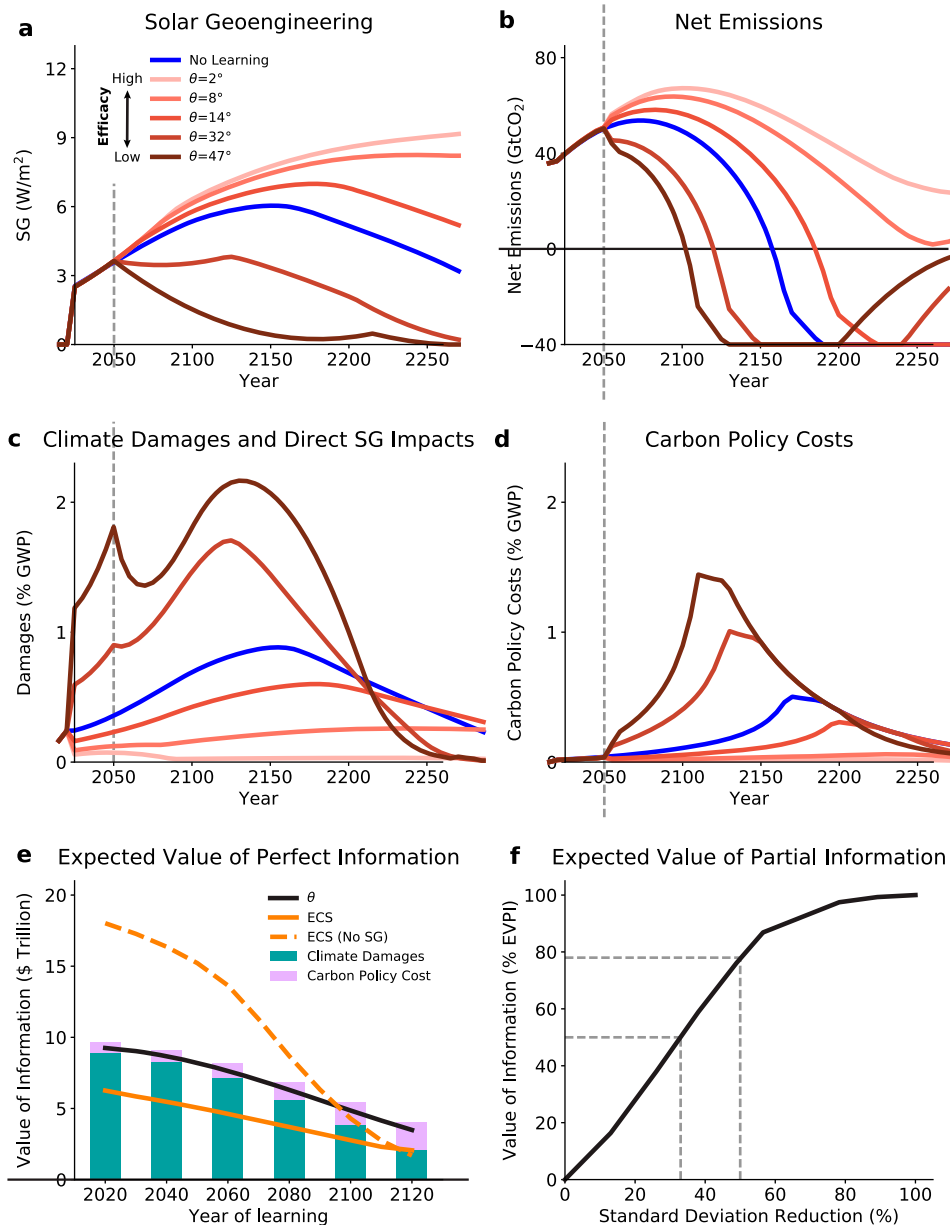 a
Solar Geoengineering
12
9
6
3
0
SG (W/m²)
2050
2100
2150
2200
2250
Year
Efficacy
High
Low
No Learning
θ=2°
θ=8°
θ=14°
θ=32°
θ=47°
b
Net Emissions
80
40
0
−40
Net Emissions (GtCO₂)
2050
2100
2150
2200
2250
Year
c
Climate Damages and Direct SG Impacts
2
1
0
Damages (% GWP)
2050
2100
2150
2200
2250
Year
d
Carbon Policy Costs
2
1
0
Carbon Policy Costs (% GWP)
2050
2100
2150
2200
2250
Year
e
Expected Value of Perfect Information
20
15
10
5
0
Value of Information ($ Trillion)
θ
ECS
ECS (No SG)
Climate Damages
Carbon Policy Cost
2020
2040
2060
2080
2100
2120
Year of learning
f
Expected Value of Partial Information
100
80
60
40
20
0
Value of Information (% EVPI)
0
20
40
60
80
100
Standard Deviation Reduction (%)